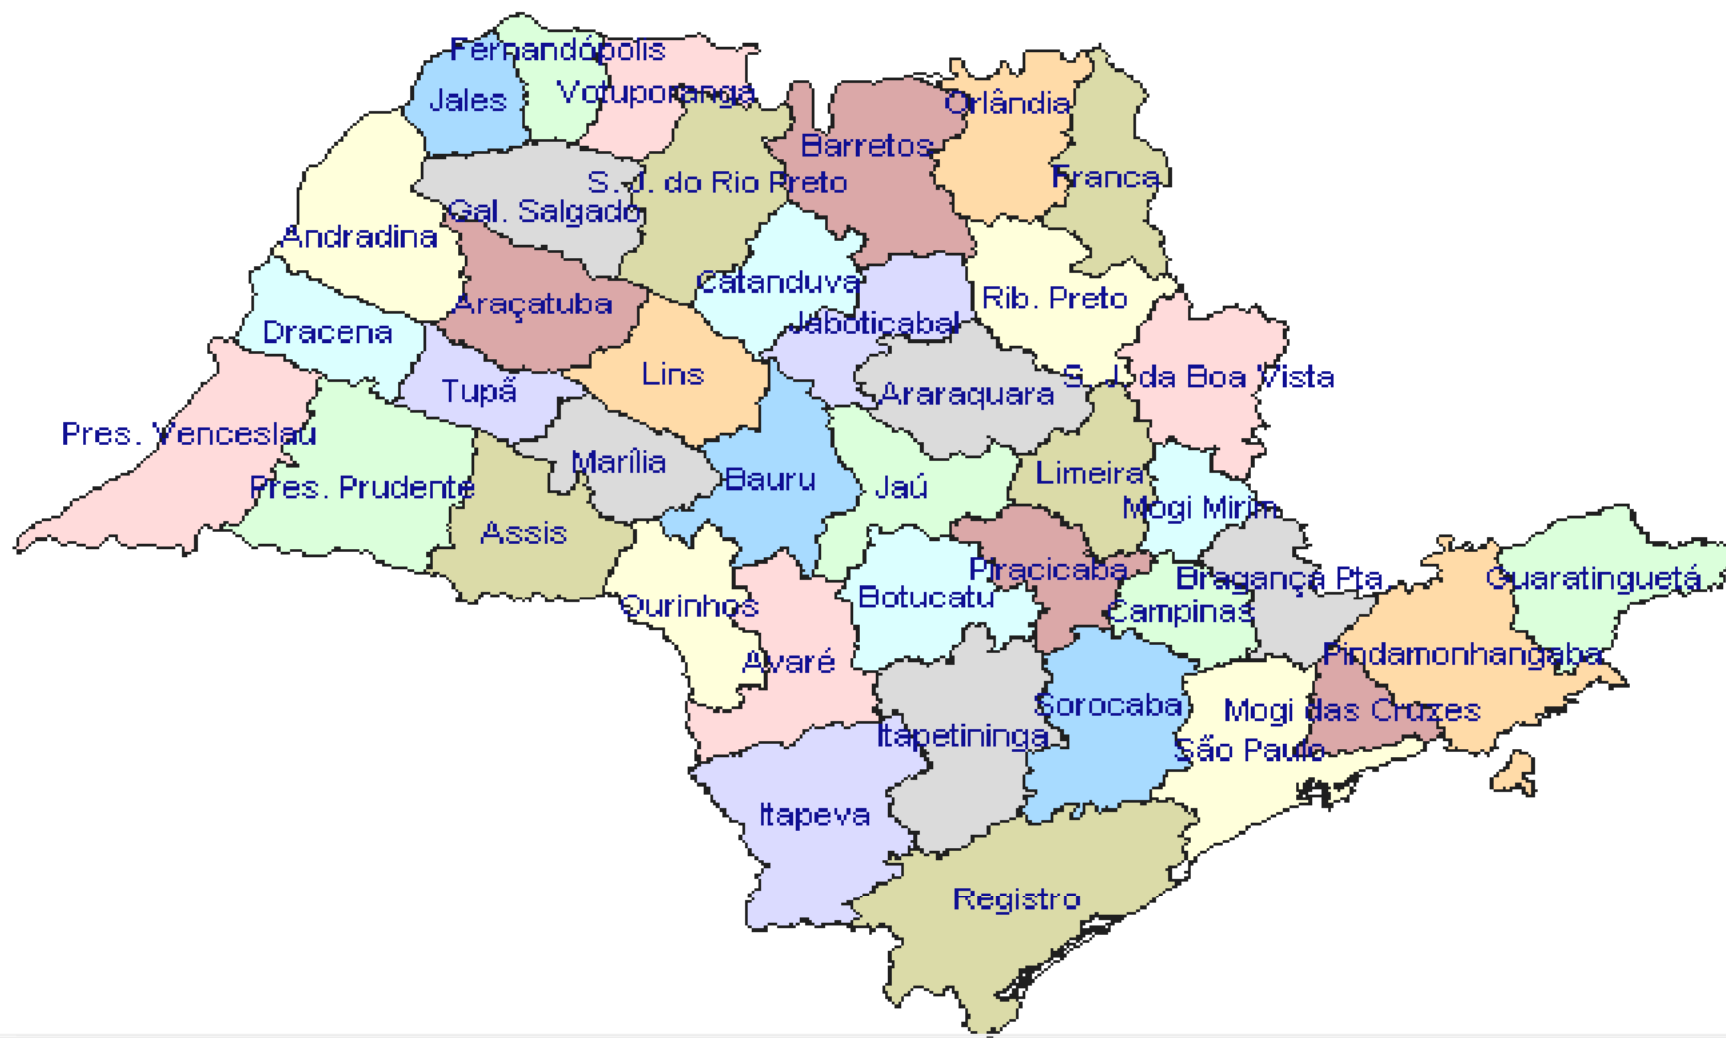 Fernandópolis
Jales
Votuporanga
Orlândia
Barretos
S. J. do Rio Preto
Franca
Gal. Salgado
Andradina
Catanduva
Rib. Preto
Araçatuba
Jaboticabal
Dracena
Lins
S. J. da Boa Vista
Tupã
Araraquara
Pres. Venceslau
Marília
Limeira
Bauru
Jaú
Pres. Prudente
Mogi Mirim
Assis
Piracicaba
Bragança Pta
Guaratinguetá
Botucatu
Ourinhos
Campinas
Pindamonhangaba
Avaré
Sorocaba
Mogi das Cruzes
Itapetininga
São Paulo
Itapeva
Registro